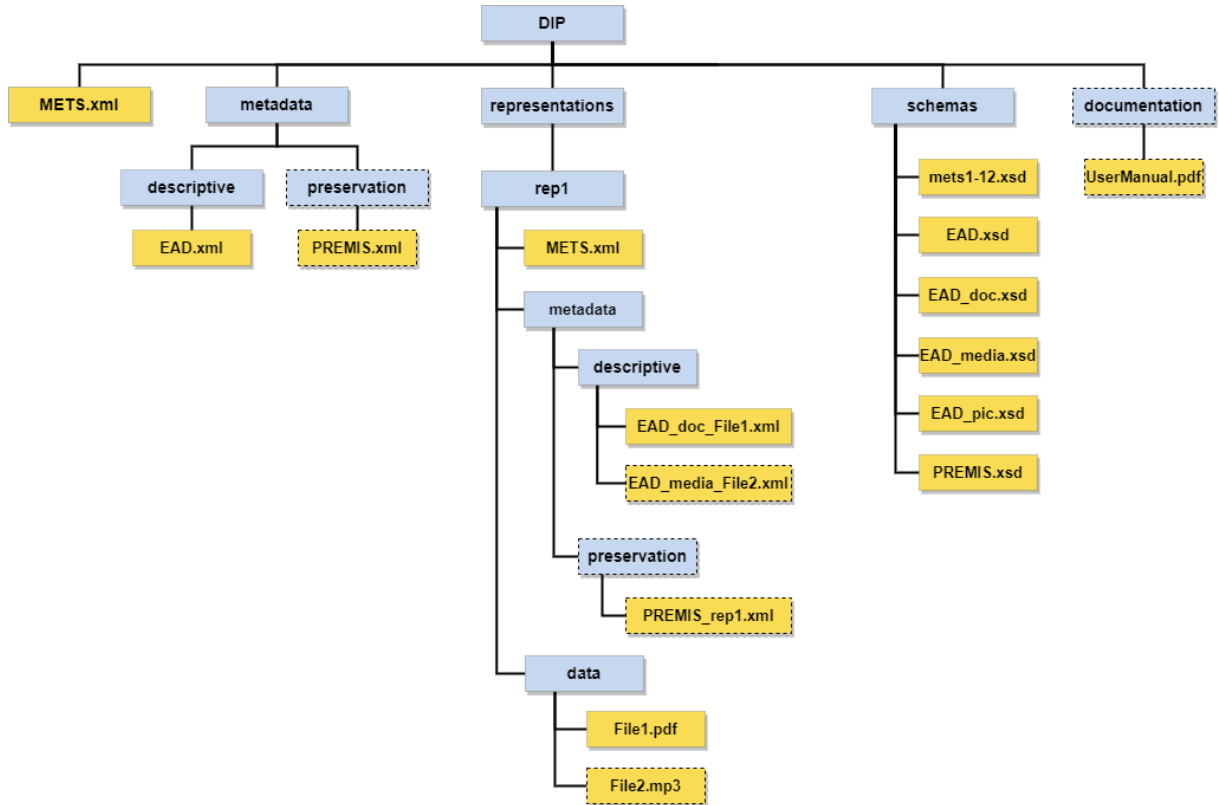 DIP
METS.xml
metadata
representations
schemas
documentation
descriptive
preservation
rep1
mets1-12.xsd
UserManual.pdf
EAD.xml
PREMIS.xml
METS.xml
EAD.xsd
metadata
EAD_doc.xsd
descriptive
EAD_media.xsd
EAD_doc_File1.xml
EAD_pic.xsd
EAD_media_File2.xml
PREMIS.xsd
preservation
PREMIS_rep1.xml
data
File1.pdf
File2.mp3